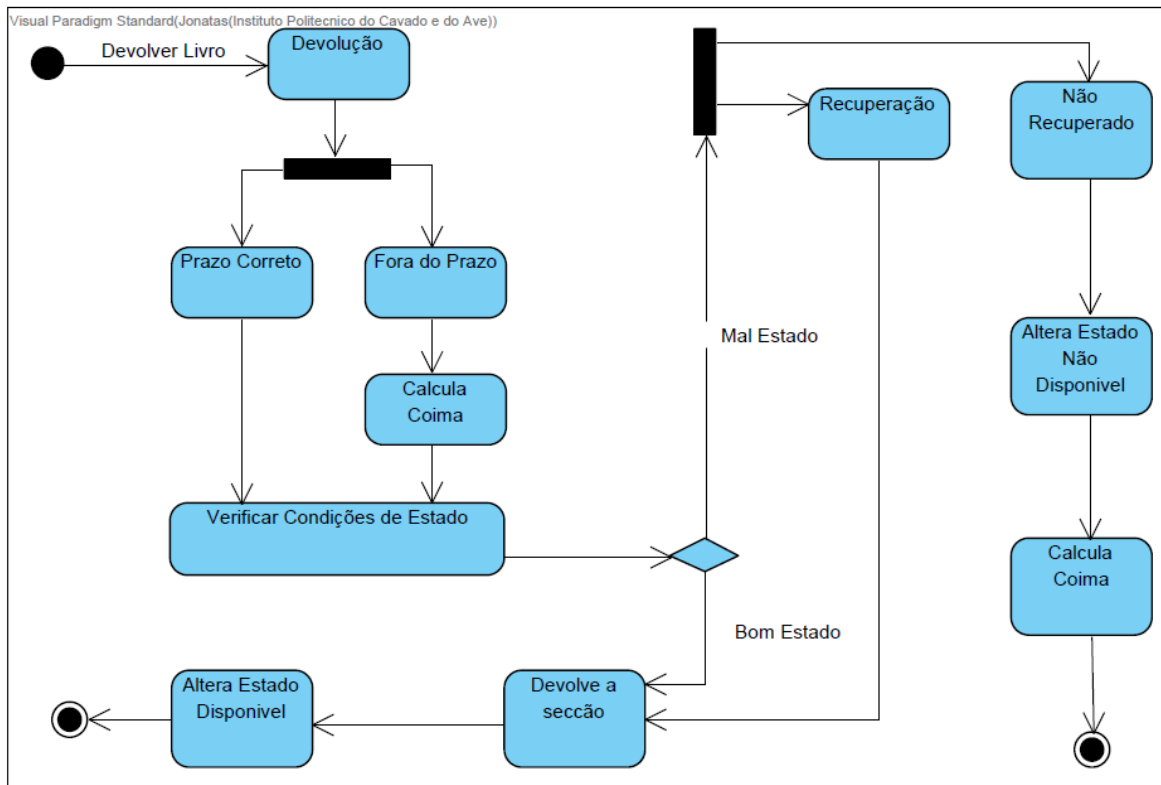 Visual Paradigm Standard(Jonatas(Instituto Politecnico do Cavado e do Ave))
Devolver Livro
Devolução
Recuperação
Não
Recuperado
Prazo Correto
Fora do Prazo
Mal Estado
Altera Estado
Não
Disponivel
Calcula
Coima
Verificar Condições de Estado
Calcula
Coima
Bom Estado
Altera Estado
Disponivel
Devolve a
seccão